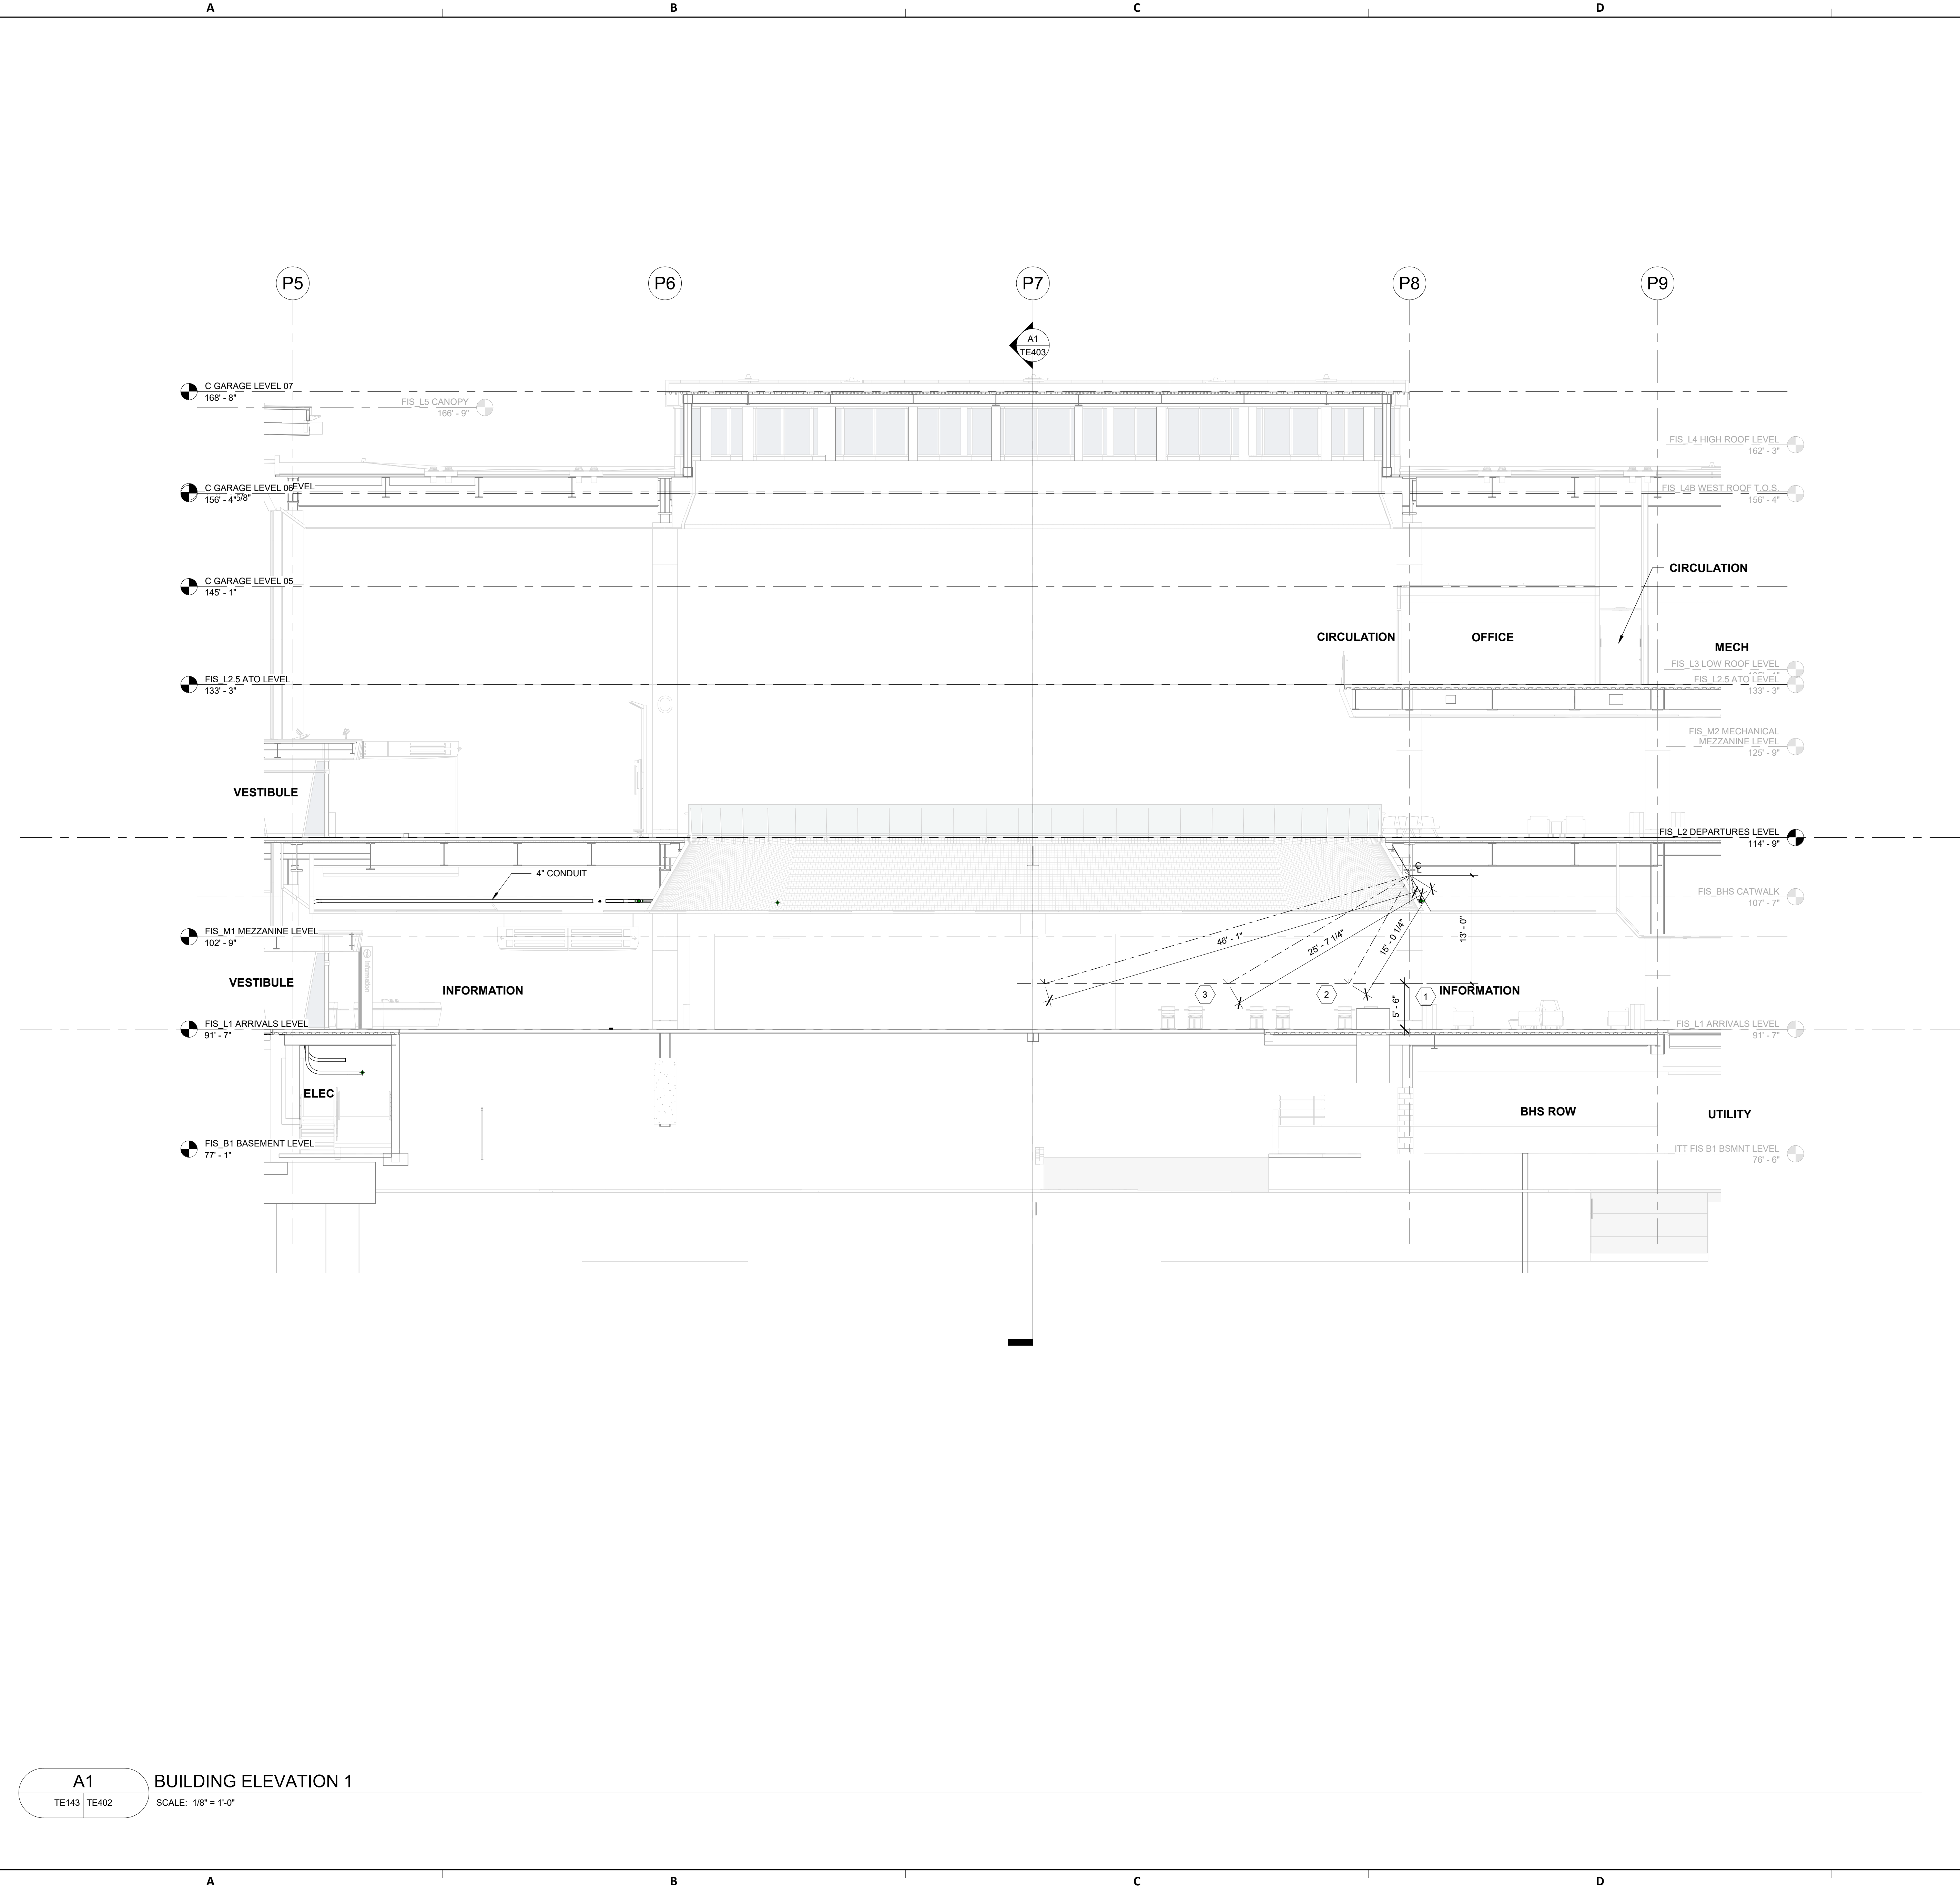 A B C D
P5 P6 P7 P8 P9
A1
TE403
C GARAGE LEVEL 07
168' - 8"
FIS_L5 CANOPY
166' - 9"
FIS_L4 HIGH ROOF LEVEL
162' - 3"
C GARAGE LEVEL 06 EVEL
156' - 4" 5/8"
FIS_L4B WEST ROOF T.O.S.
156' - 4"
CIRCULATION
C GARAGE LEVEL 05
145' - 1"
CIRCULATION
OFFICE
MECH
FIS_L3 LOW ROOF LEVEL
FIS_L2.5 ATO LEVEL
133' - 3"
FIS_L2.5 ATO LEVEL
133' - 3"
C
FIS_M2 MECHANICAL
MEZZANINE LEVEL
125' - 9"
VESTIBULE
FIS_L2 DEPARTURES LEVEL
114' - 9"
4" CONDUIT
℄
FIS_BHS CATWALK
107' - 7"
FIS_M1 MEZZANINE LEVEL
102' - 9"
46' - 1"
25' - 7 1/4"
15' - 0 1/4"
13' - 0"
Information
VESTIBULE
INFORMATION
3
2
1
INFORMATION
5' - 6"
FIS_L1 ARRIVALS LEVEL
91' - 7"
FIS_L1 ARRIVALS LEVEL
91' - 7"
ELEC
BHS ROW
UTILITY
FIS_B1 BASEMENT LEVEL
77' - 1"
ITT FIS B1 BSMNT LEVEL
76' - 6"
A1
TE143 TE402
BUILDING ELEVATION 1
SCALE: 1/8" = 1'-0"
A B C D